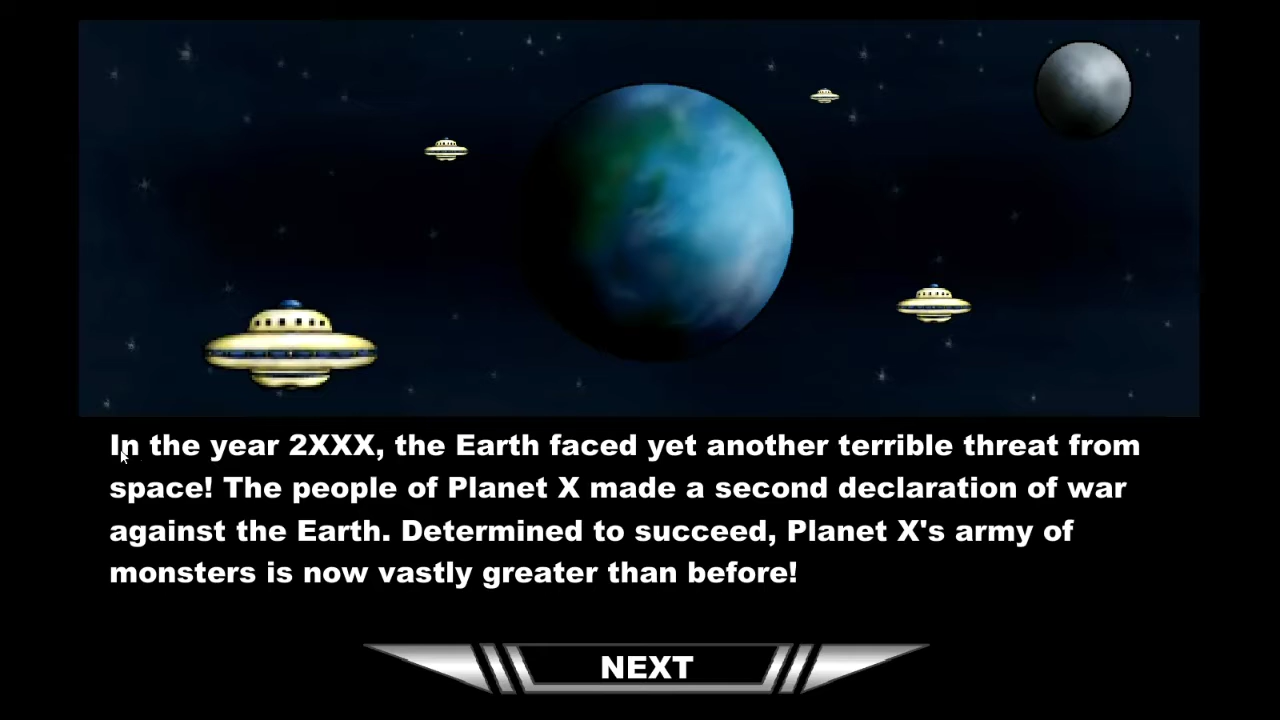 In the year 2XXX, the Earth faced yet another terrible threat from
space! The people of Planet X made a second declaration of war
against the Earth. Determined to succeed, Planet X's army of
monsters is now vastly greater than before!
NEXT